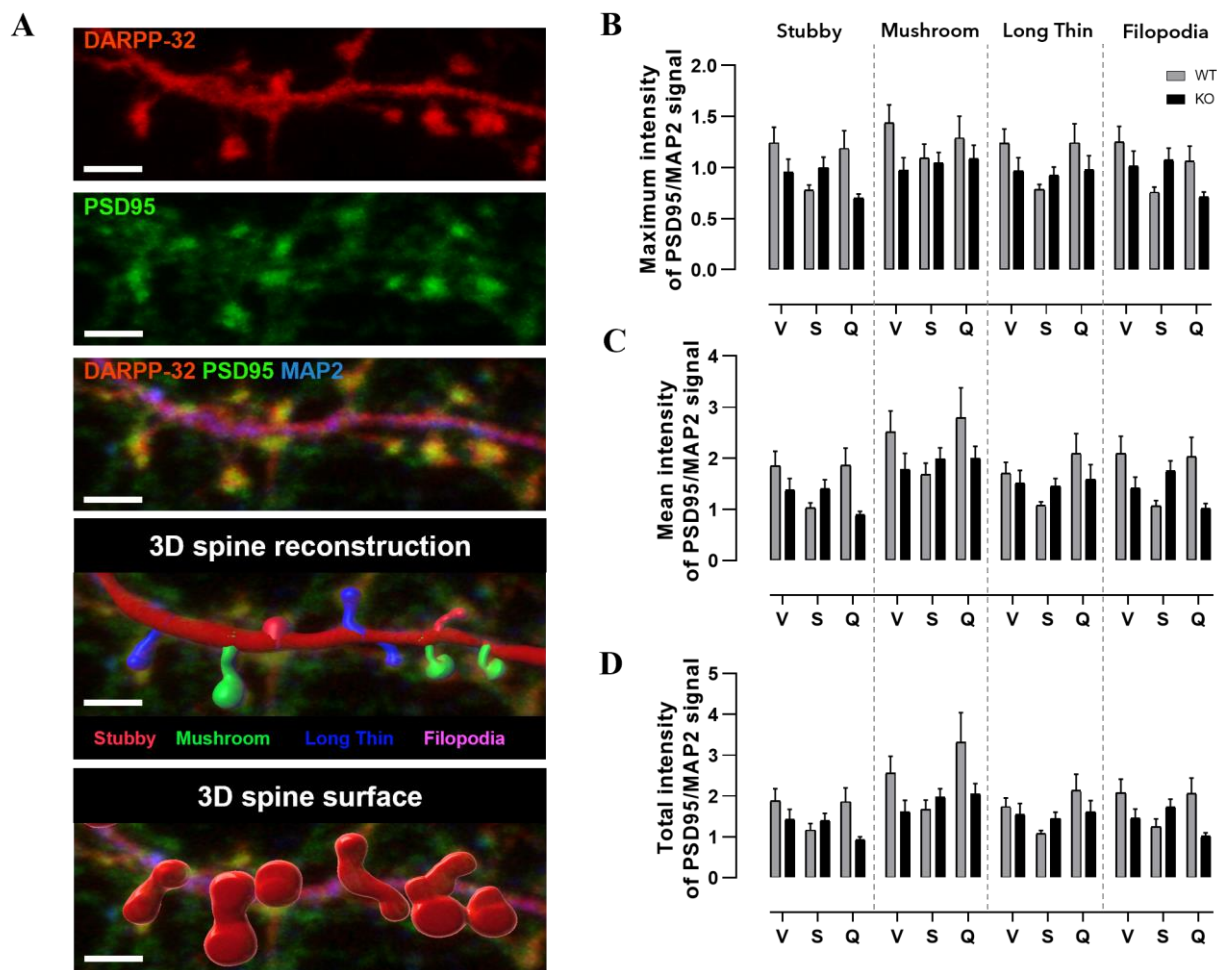 A
DARPP-32
PSD95
DARPP-32 PSD95 MAP2
3D spine reconstruction
Stubby Mushroom Long Thin Filopodia
3D spine surface
B
Stubby Mushroom Long Thin Filopodia
WT
KO
Maximum intensity
of PSD95/MAP2 signal
2.0
1.5
1.0
0.5
0.0
V S Q V S Q V S Q V S Q
C
Mean intensity
of PSD95/MAP2 signal
4
3
2
1
0
V S Q V S Q V S Q V S Q
D
Total intensity
of PSD95/MAP2 signal
5
4
3
2
1
0
V S Q V S Q V S Q V S Q